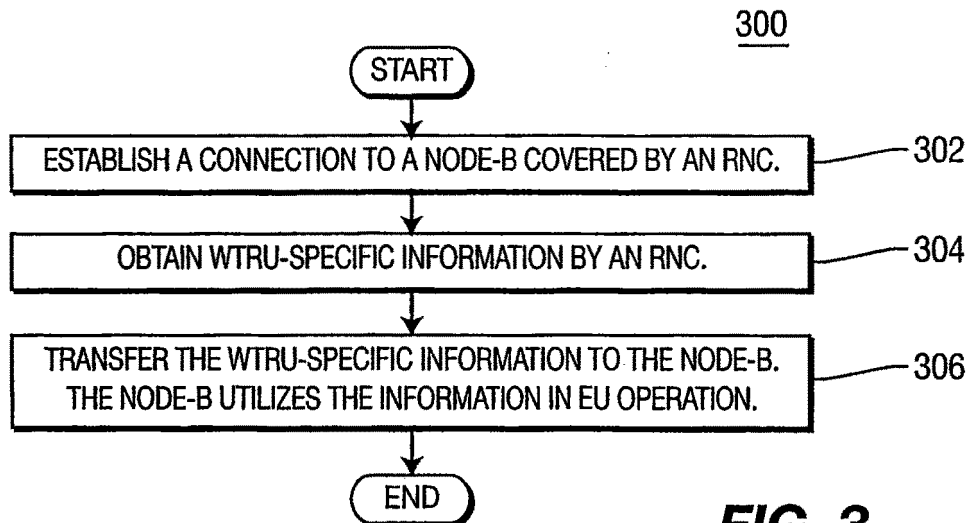 300
START
ESTABLISH A CONNECTION TO A NODE-B COVERED BY AN RNC.
302
OBTAIN WTRU-SPECIFIC INFORMATION BY AN RNC.
304
TRANSFER THE WTRU-SPECIFIC INFORMATION TO THE NODE-B.
THE NODE-B UTILIZES THE INFORMATION IN EU OPERATION.
306
END
FIG. 3